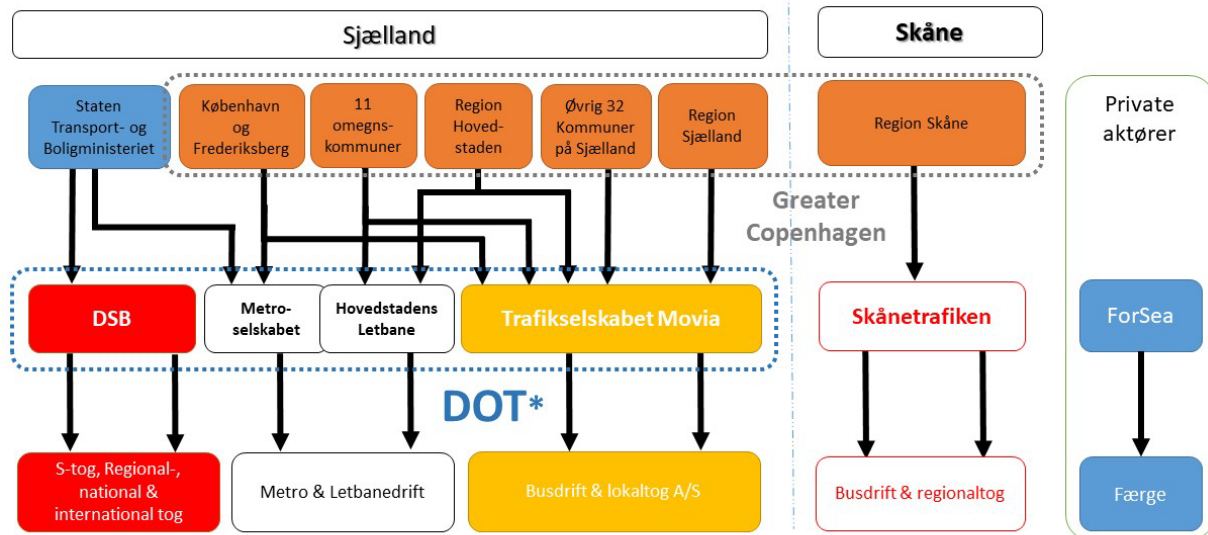 Sjælland
Skåne
Staten
Transport- og
Boligministeriet
København
og
Frederiksberg
11
omegns-
kommuner
Region
Hoved-
staden
Øvrig 32
Kommuner
på Sjælland
Region
Sjælland
Region Skåne
Private
aktører
Greater
Copenhagen
DSB
Metro-
selskabet
Hovedstadens
Letbane
Trafikselskabet Movia
Skånetrafiken
ForSea
DOT*
S-tog, Regional-,
national &
international tog
Metro & Letbanedrift
Busdrift & lokaltog A/S
Busdrift & regionaltog
Færge